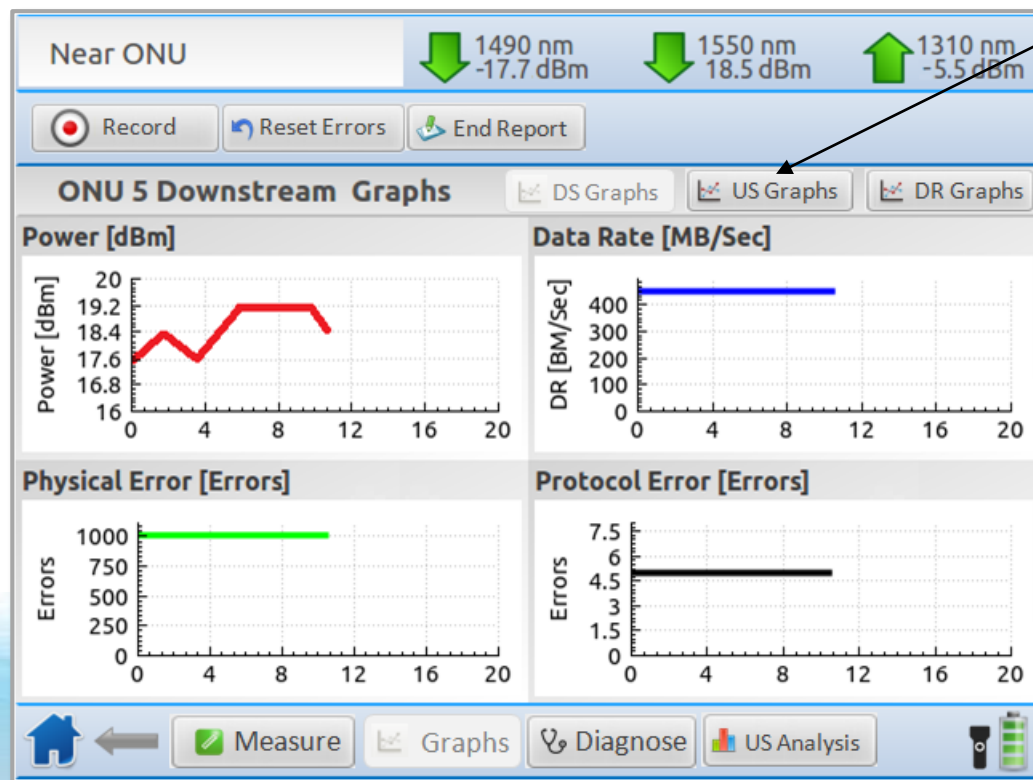 Near ONU
1490 nm
-17.7 dBm
1550 nm
18.5 dBm
1310 nm
-5.5 dBm
Record
Reset Errors
End Report
ONU 5 Downstream Graphs
DS Graphs
US Graphs
DR Graphs
Power [dBm]
Power [dBm]
20
19.2
18.4
17.6
16.8
16
0 4 8 12 16 20
Data Rate [MB/Sec]
DR [BM/Sec]
400
300
200
100
0
0 4 8 12 16 20
Physical Error [Errors]
Errors
1000
750
500
250
0
0 4 8 12 16 20
Protocol Error [Errors]
Errors
7.5
6
4.5
3
1.5
0
0 4 8 12 16 20
Measure
Graphs
Diagnose
US Analysis